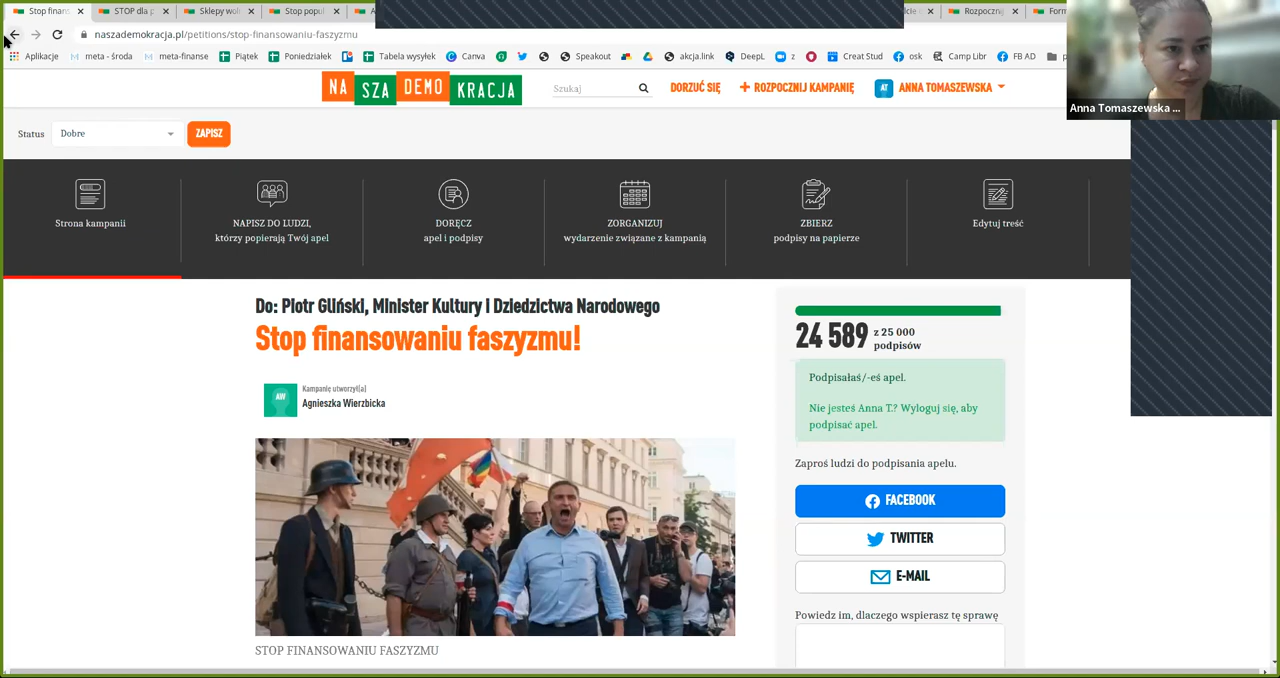 Stop finans
STOP dla p
Sklepy wol
Stop popul
Rozpocznij
Form
naszademokracja.pl/petitions/stop-finansowaniu-faszyzmu
Aplikacje meta - środa meta-finanse Piątek Poniedziałek Tabela wysyłek Canva Speakout akcja.link DeepL z Creat Stud osk Camp Libr FB AD
Anna Tomaszewska ...
NA SZA DEMO KRACJA
Szukaj
DORZUĆ SIĘ
ROZPOCZNIJ KAMPANIĘ
AT ANNA TOMASZEWSKA
Status Dobre ZAPISZ
Strona kampanii
NAPISZ DO LUDZI,
którzy popierają Twój apel
DORĘCZ
apel i podpisy
ZORGANIZUJ
wydarzenie związane z kampanią
ZBIERZ
podpisy na papierze
Edytuj treść
Do: Piotr Gliński, Minister Kultury i Dziedzictwa Narodowego
Stop finansowaniu faszyzmu!
AW
Kampanię utworzył(a)
Agnieszka Wierzbicka
STOP FINANSOWANIU FASZYZMU
24 589 z 25 000
podpisów
Podpisałaś/-eś apel.
Nie jesteś Anna T.? Wyloguj się, aby
podpisać apel.
Zaproś ludzi do podpisania apelu.
FACEBOOK
TWITTER
E-MAIL
Powiedz im, dlaczego wspierasz tę sprawę